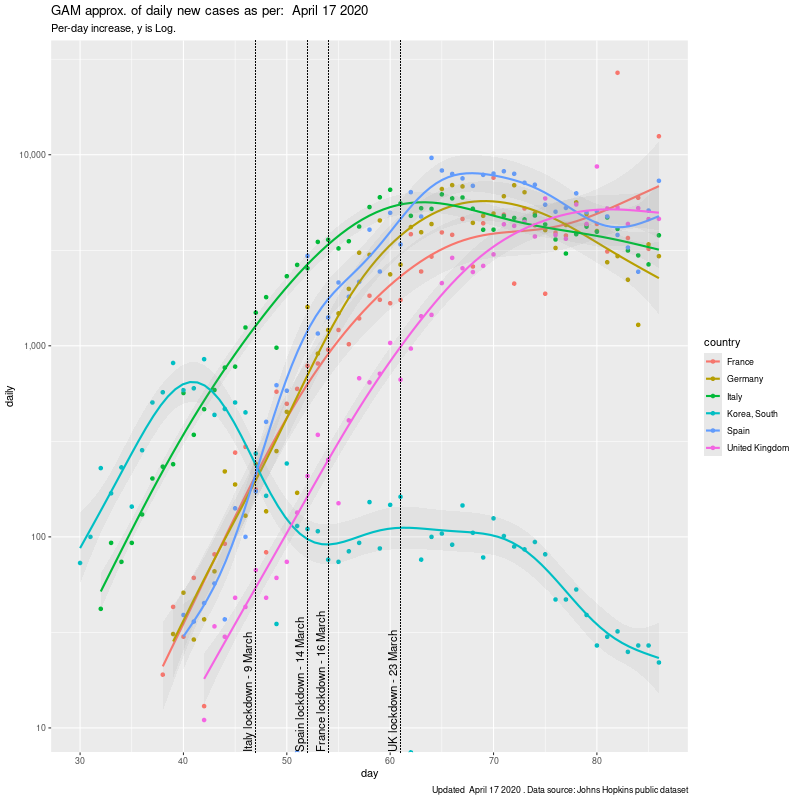 GAM approx. of daily new cases as per:  April 17 2020
Per-day increase, y is Log.
10,000
1,000
100
10
daily
Italy lockdown - 9 March
Spain lockdown - 14 March
France lockdown - 16 March
UK lockdown - 23 March
30
40
50
60
70
80
day
country
France
Germany
Italy
Korea, South
Spain
United Kingdom
Updated  April 17 2020 . Data source: Johns Hopkins public dataset